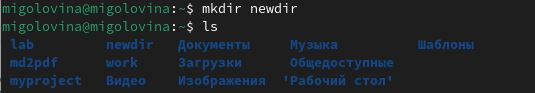 migolovina@migolovina:~$ mkdir newdir
migolovina@migolovina:~$ ls
lab newdir Документы Музыка Шаблоны
md2pdf work Загрузки Общедоступные
myproject Видео Изображения 'Рабочий стол'